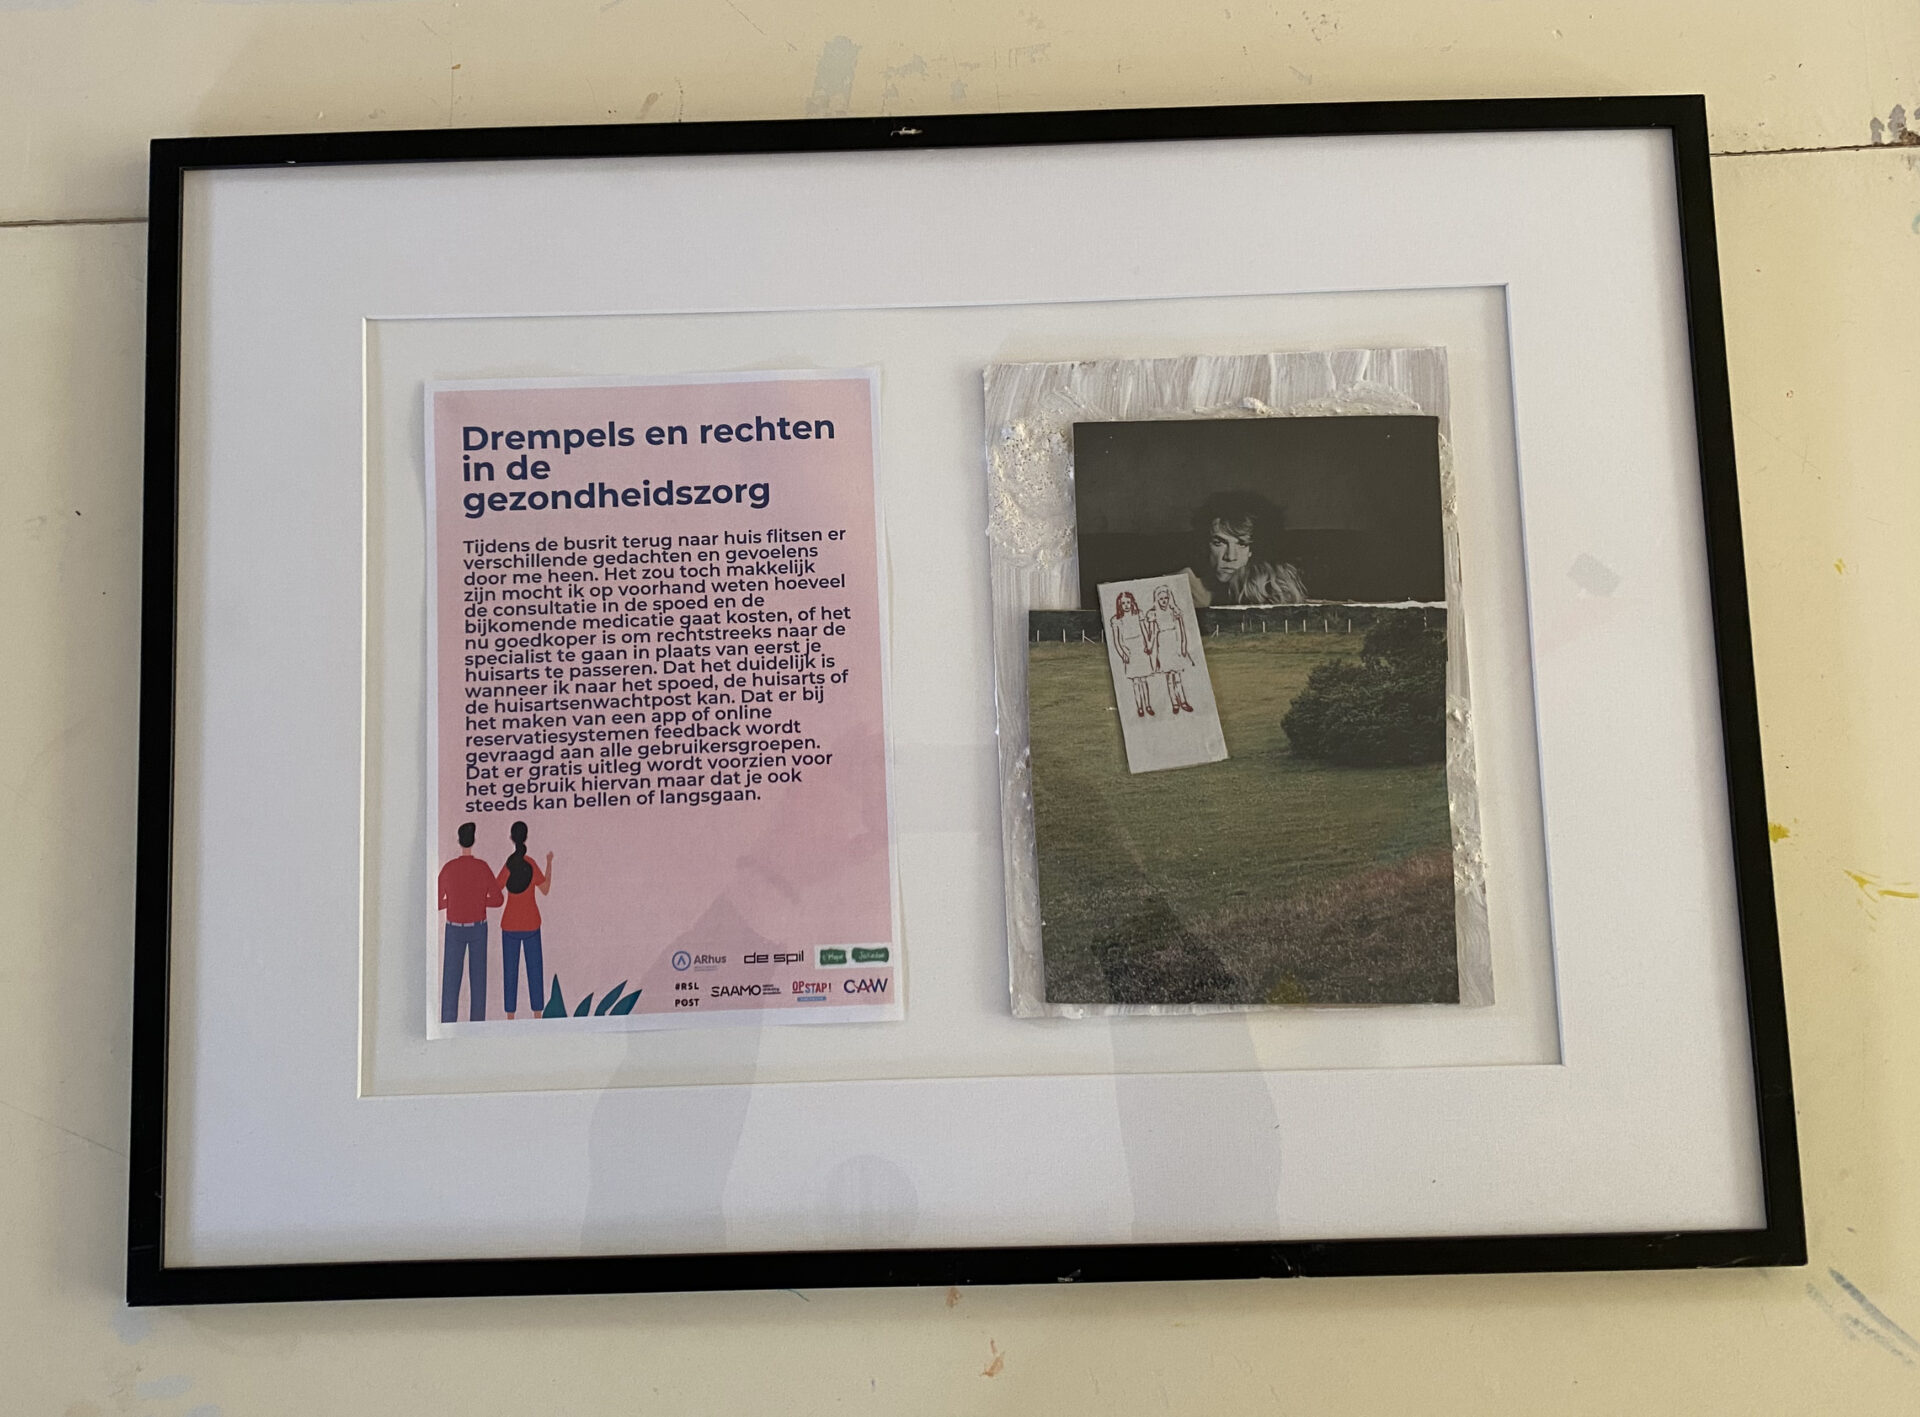 Drempels en rechten
in de
gezondheidszorg
Tijdens de busrit terug naar huis flitsen er
verschillende gedachten en gevoelens
door me heen. Het zou toch makkelijk
zijn mocht ik op voorhand weten hoeveel
de consultatie in de spoed en de
bijkomende medicatie gaat kosten, of het
nu goedkoper is om rechtstreeks naar de
specialist te gaan in plaats van eerst je
huisarts te passeren. Dat het duidelijk is
wanneer ik naar het spoed, de huisarts of
de huisartsenwachtpost kan. Dat er bij
het maken van een app of online
reservatiesystemen feedback wordt
gevraagd aan alle gebruikersgroepen.
Dat er gratis uitleg wordt voorzien voor
het gebruik hiervan maar dat je ook
steeds kan bellen of langsgaan.
ARhus de spil
#RSL
POST
SAAMO OPSTAP! CAW